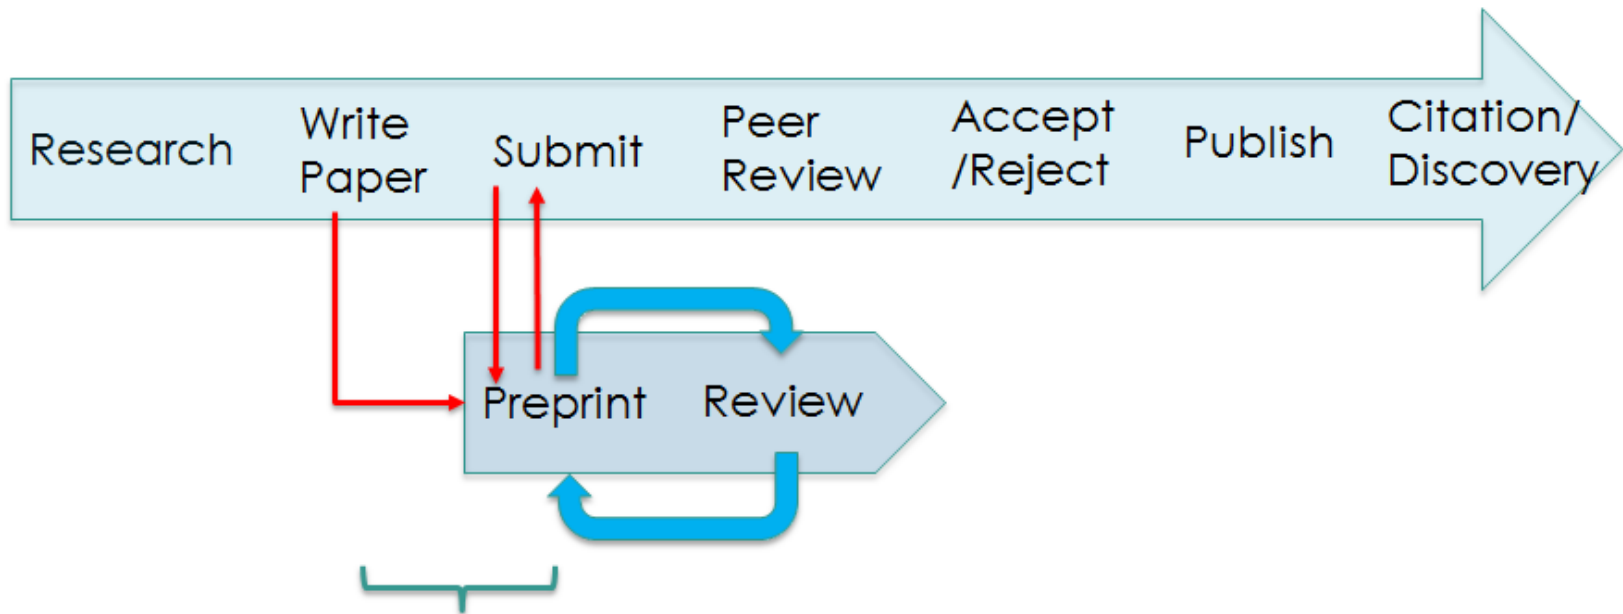 Research
Write
Paper
Submit
Peer
Review
Accept
/Reject
Publish
Citation/
Discovery
Preprint
Review